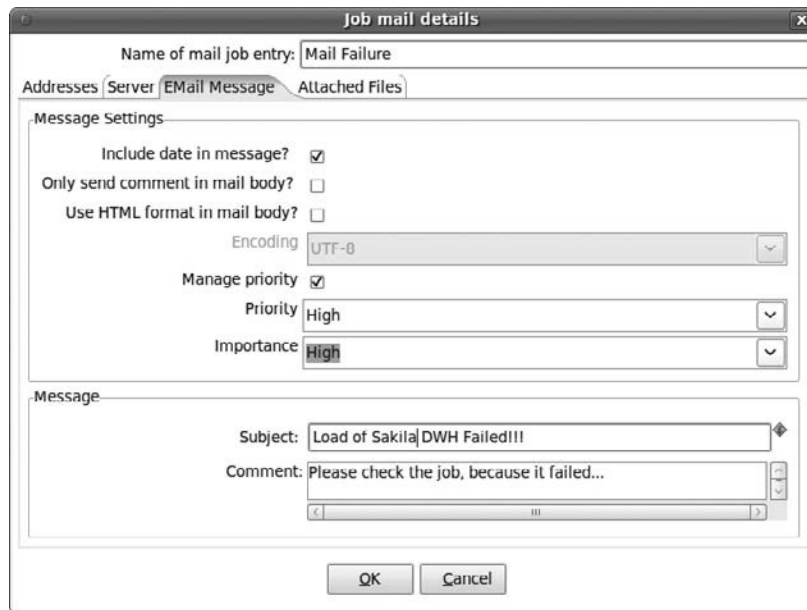 Job mail details
Name of mail job entry: Mail Failure
Addresses Server EMail Message Attached Files
Message Settings
Include date in message?
Only send comment in mail body?
Use HTML format in mail body?
Encoding UTF-8
Manage priority
Priority High
Importance High
Message
Subject: Load of Sakila DWH Failed!!!
Comment: Please check the job, because it failed...
OK Cancel